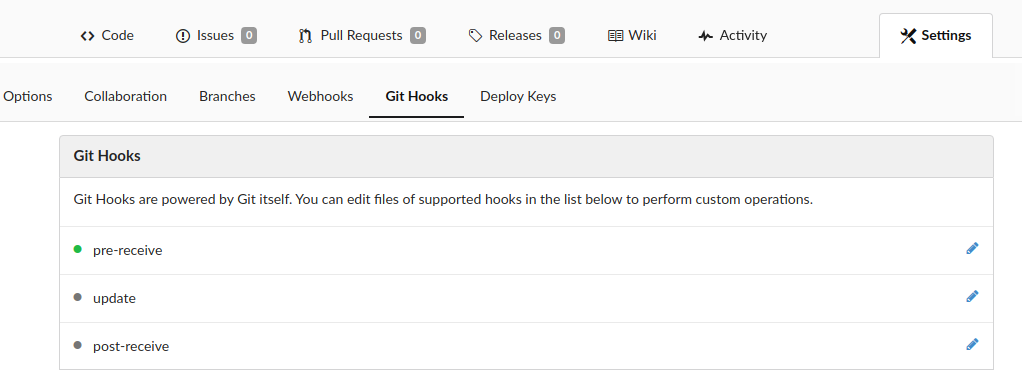 Code Issues 0 Pull Requests 0 Releases 0 Wiki Activity Settings
Options Collaboration Branches Webhooks Git Hooks Deploy Keys
Git Hooks
Git Hooks are powered by Git itself. You can edit files of supported hooks in the list below to perform custom operations.
pre-receive
update
post-receive